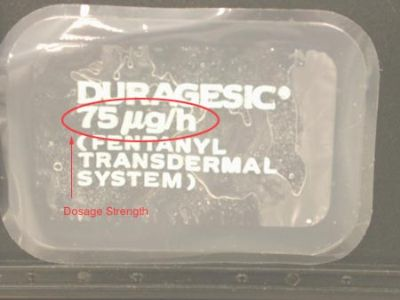 DURAGESIC®
75 μg/h
(FENTANYL
TRANSDERMAL
SYSTEM)
Dosage Strength